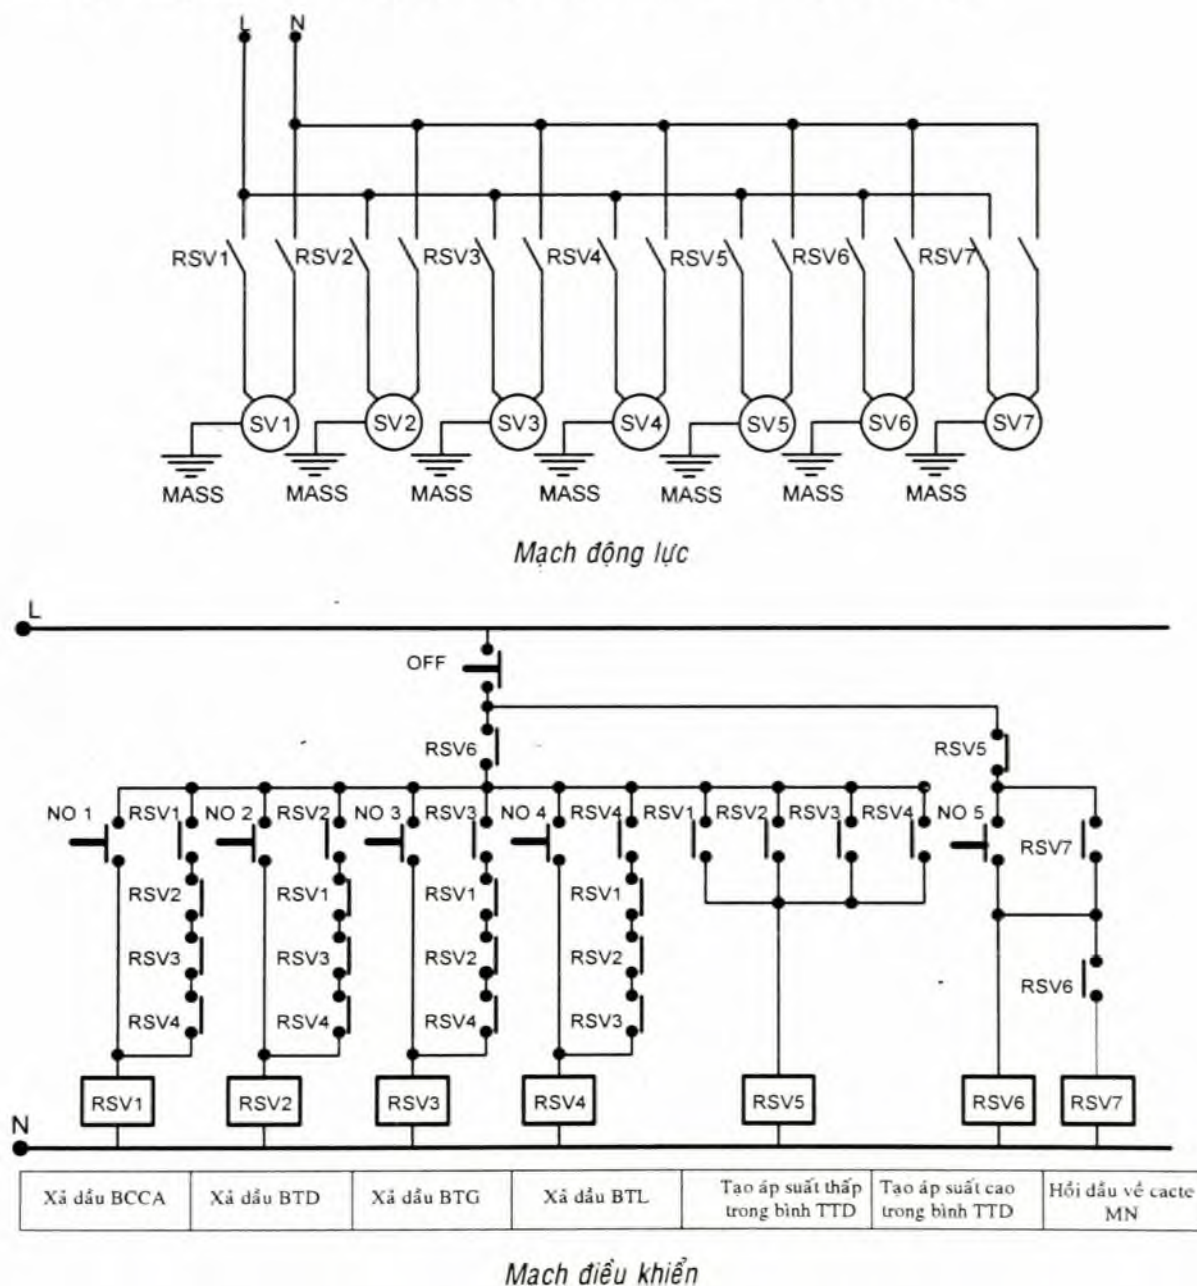 L N
RSV1 RSV2 RSV3 RSV4 RSV5 RSV6 RSV7
SV1 SV2 SV3 SV4 SV5 SV6 SV7
MASS MASS MASS MASS MASS MASS MASS
Mạch động lực
L
OFF
RSV6 RSV5
NO 1 RSV1 NO 2 RSV2 NO 3 RSV3 NO 4 RSV4 RSV1 RSV2 RSV3 RSV4 NO 5 RSV7
RSV2 RSV1 RSV1 RSV1
RSV3 RSV3 RSV2 RSV2 RSV6
RSV4 RSV4 RSV4 RSV3
RSV1 RSV2 RSV3 RSV4 RSV5 RSV6 RSV7
N
Xả dầu BCCA Xả dầu BTD Xả dầu BTG Xả dầu BTL Tạo áp suất thấp trong bình TTD Tạo áp suất cao trong bình TTD Hồi dầu về cacte MN
Mạch điều khiển